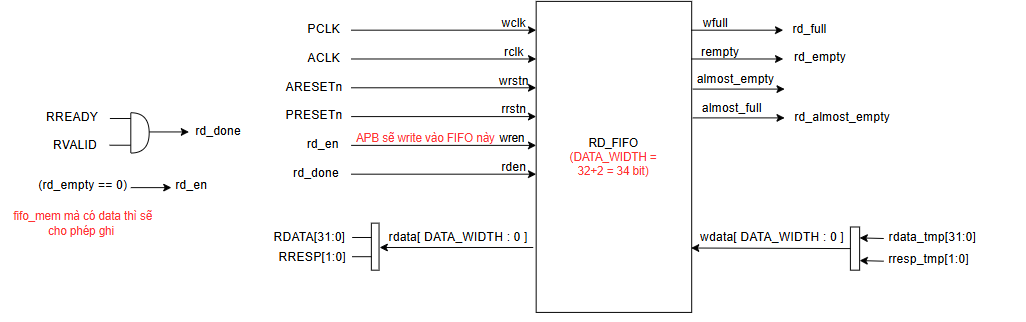 PCLK
wclk
wfull
rd_full
ACLK
rclk
rempty
rd_empty
ARESETn
wrstn
almost_empty
PRESETn
rrstn
almost_full
rd_almost_empty
RREADY
RVALID
rd_done
rd_en
APB sẽ write vào FIFO này
wren
rd_done
rden
RD_FIFO
(DATA_WIDTH =
32+2 = 34 bit)
(rd_empty == 0)
rd_en
fifo_mem mà có data thì sẽ
cho phép ghi
RDATA[31:0]
RRESP[1:0]
rdata[ DATA_WIDTH : 0 ]
wdata[ DATA_WIDTH : 0 ]
rdata_tmp[31:0]
rresp_tmp[1:0]